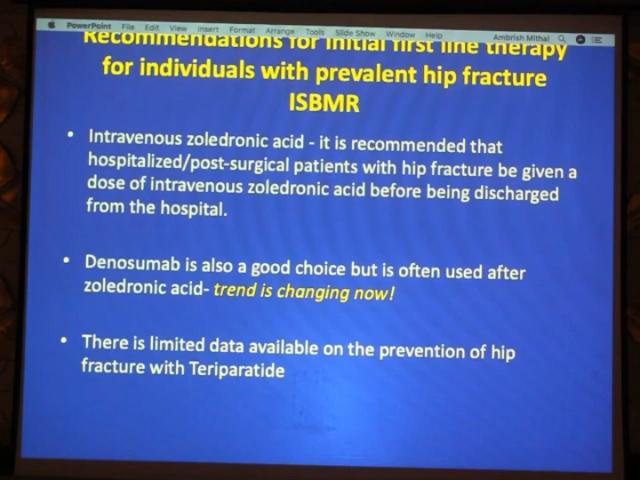 PowerPoint File Edit View Insert Format Arrange Tools Slide Show Window Help Ambrish Mithal
Recommendations for initial first line therapy
for individuals with prevalent hip fracture
ISBMR
• Intravenous zoledronic acid - it is recommended that
hospitalized/post-surgical patients with hip fracture be given a
dose of intravenous zoledronic acid before being discharged
from the hospital.
• Denosumab is also a good choice but is often used after
zoledronic acid- trend is changing now!
• There is limited data available on the prevention of hip
fracture with Teriparatide